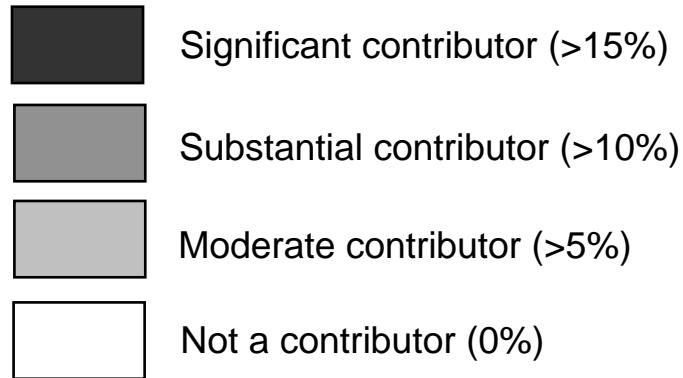 Significant contributor (>15%)
Substantial contributor (>10%)
Moderate contributor (>5%)
Not a contributor (0%)